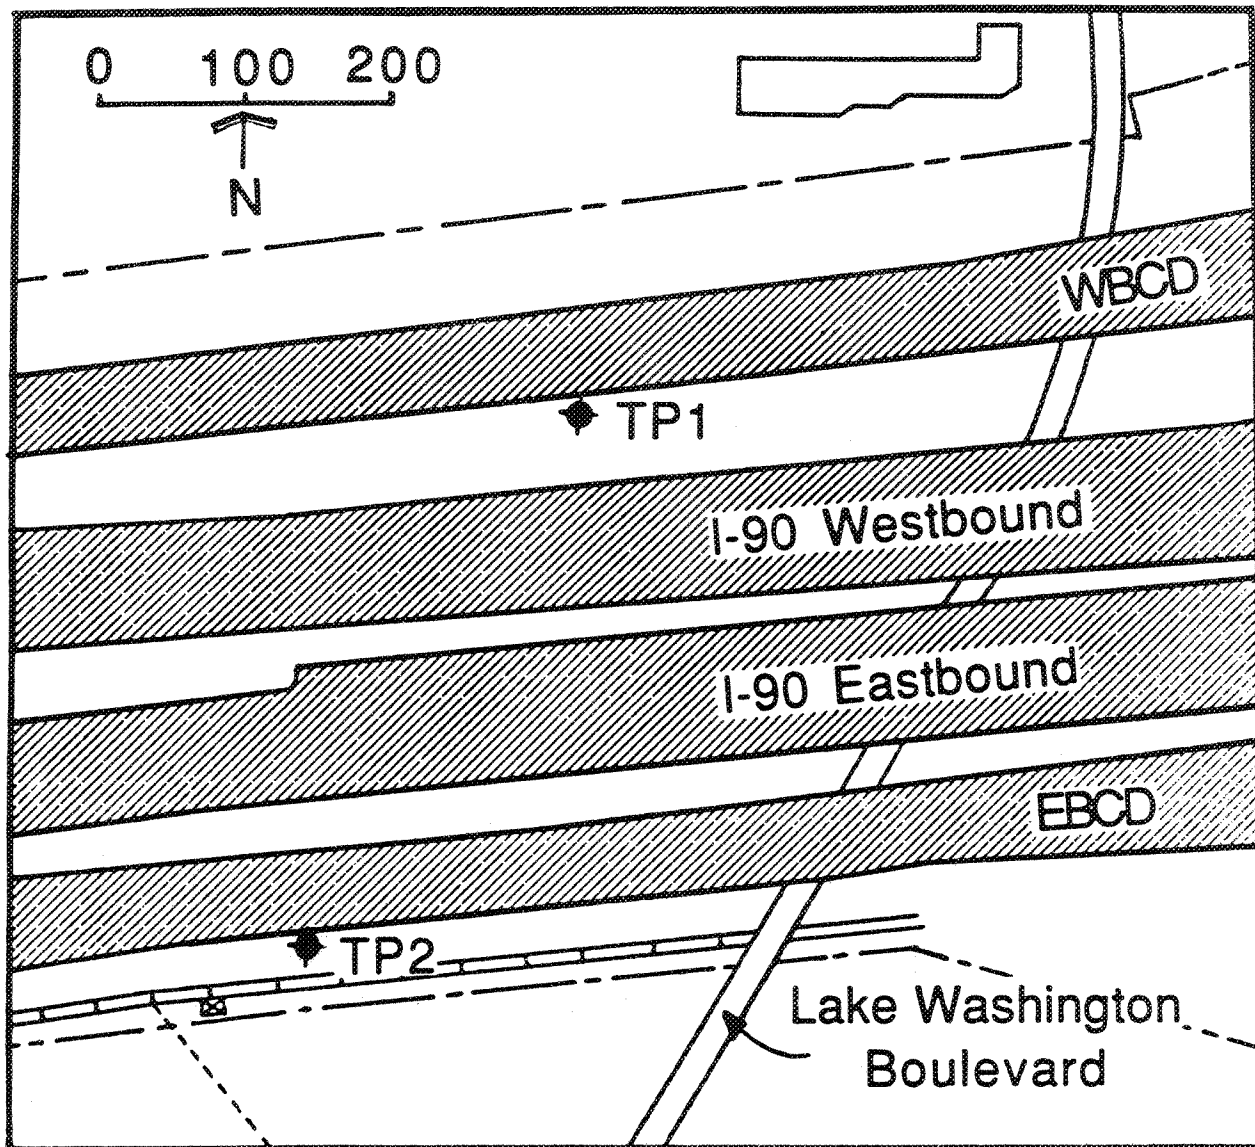 0 100 200
N
WBCD
TP1
I-90 Westbound
I-90 Eastbound
EBCD
TP2
Lake Washington
Boulevard